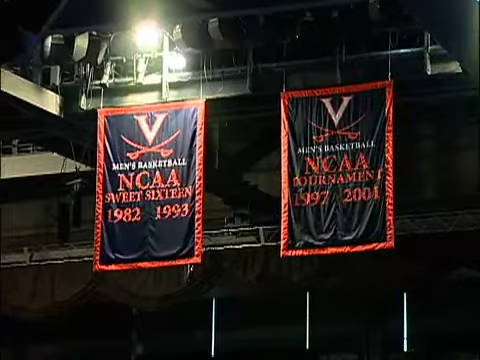 V
MEN'S BASKETBALL
NCAA
SWEET SIXTEEN
1982 1993
V
MEN'S BASKETBALL
NCAA
TOURNAMENT
1997 2001